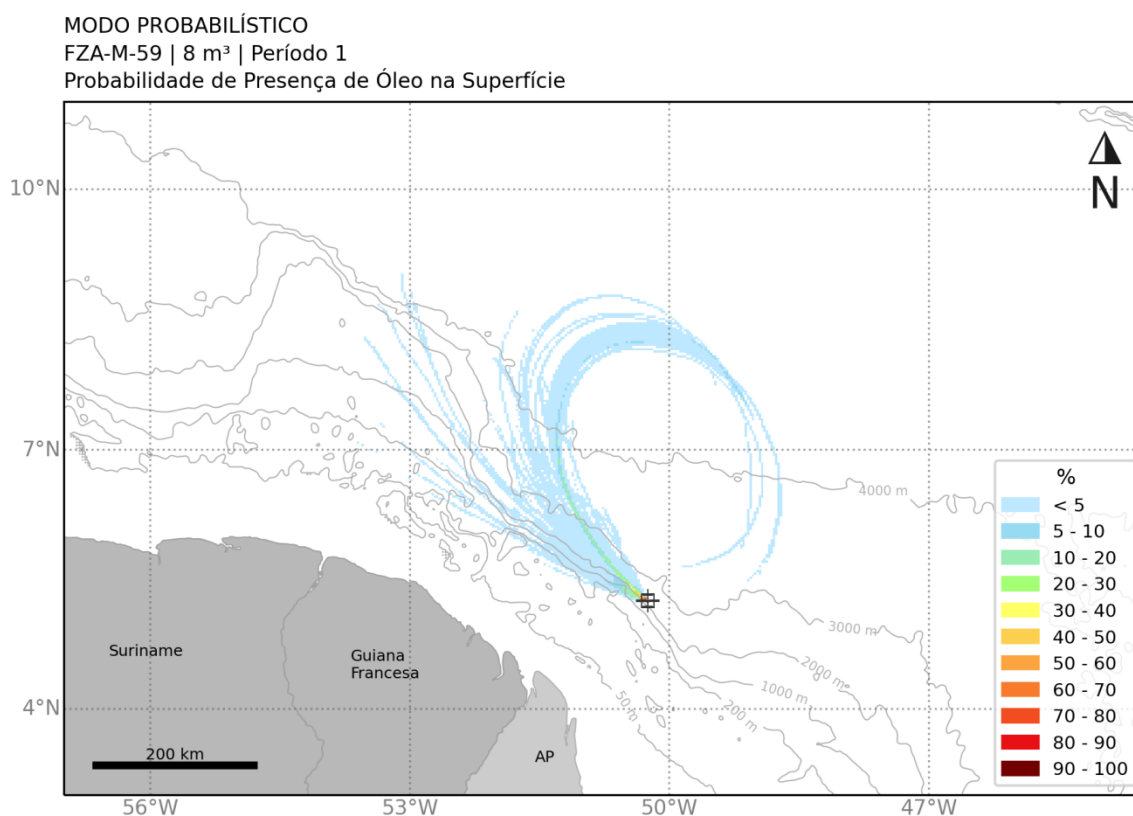 MODO PROBABILÍSTICO
FZA-M-59 | 8 m³ | Período 1
Probabilidade de Presença de Óleo na Superfície
10°N
N
7°N
4000 m
%
< 5
5 - 10
10 - 20
20 - 30
30 - 40
40 - 50
50 - 60
60 - 70
70 - 80
80 - 90
90 - 100
3000 m
2000 m
1000 m
200 m
50 m
Suriname
Guiana
Francesa
4°N
200 km
AP
56°W
53°W
50°W
47°W